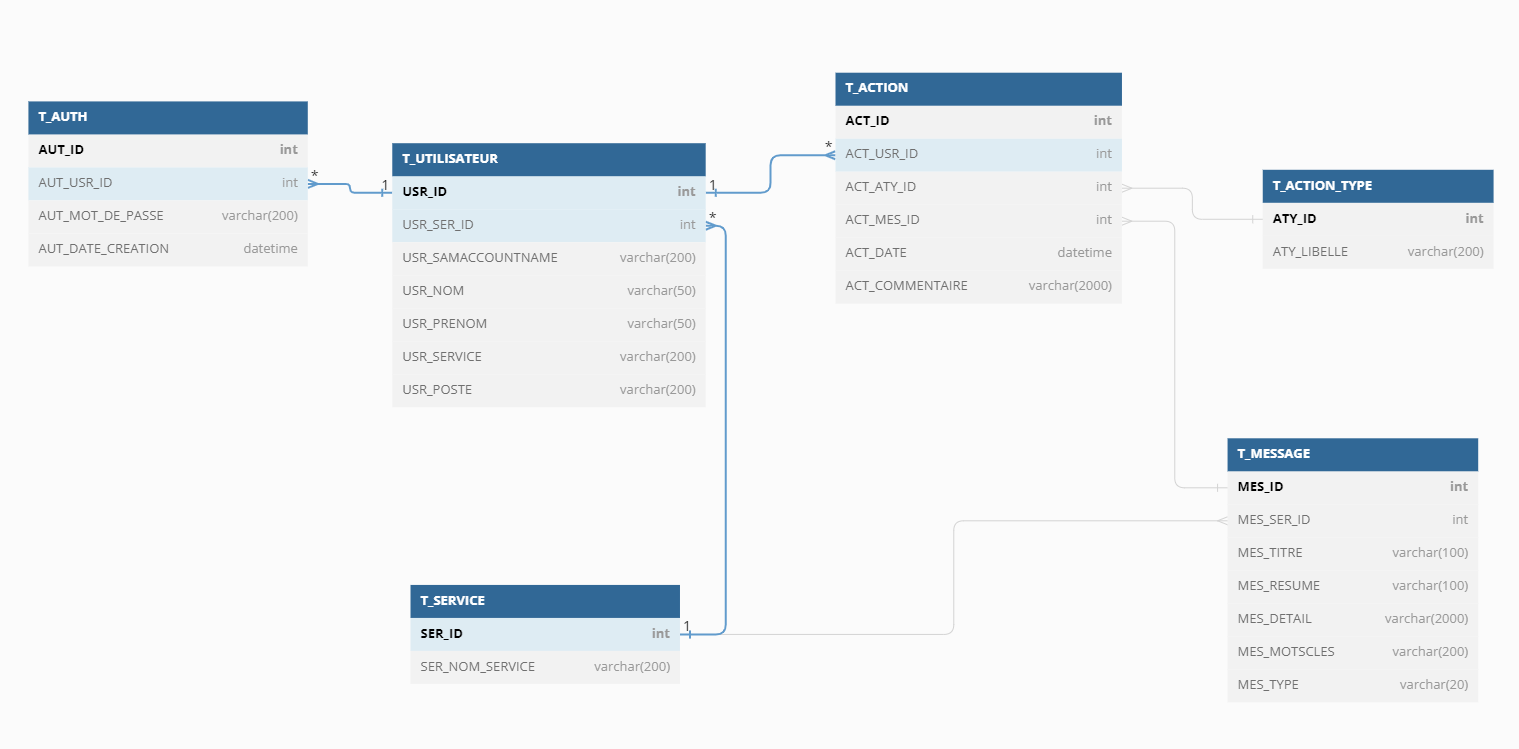 T_AUTH
AUT_ID int
AUT_USR_ID int *
AUT_MOT_DE_PASSE varchar(200)
AUT_DATE_CREATION datetime
T_UTILISATEUR
1 USR_ID int 1
USR_SER_ID int *
USR_SAMACCOUNTNAME varchar(200)
USR_NOM varchar(50)
USR_PRENOM varchar(50)
USR_SERVICE varchar(200)
USR_POSTE varchar(200)
T_ACTION
ACT_ID int
* ACT_USR_ID int
ACT_ATY_ID int
ACT_MES_ID int
ACT_DATE datetime
ACT_COMMENTAIRE varchar(2000)
T_ACTION_TYPE
ATY_ID int
ATY_LIBELLE varchar(200)
T_SERVICE
SER_ID int 1
SER_NOM_SERVICE varchar(200)
T_MESSAGE
MES_ID int
MES_SER_ID int
MES_TITRE varchar(100)
MES_RESUME varchar(100)
MES_DETAIL varchar(2000)
MES_MOTSCLES varchar(200)
MES_TYPE varchar(20)